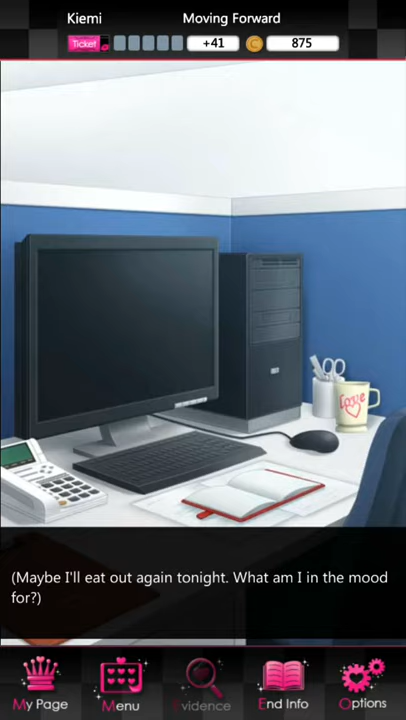 Kiemi
Moving Forward
Ticket
+41
C
875
Love
(Maybe I'll eat out again tonight. What am I in the mood
for?)
My Page
Menu
Evidence
End Info
Options